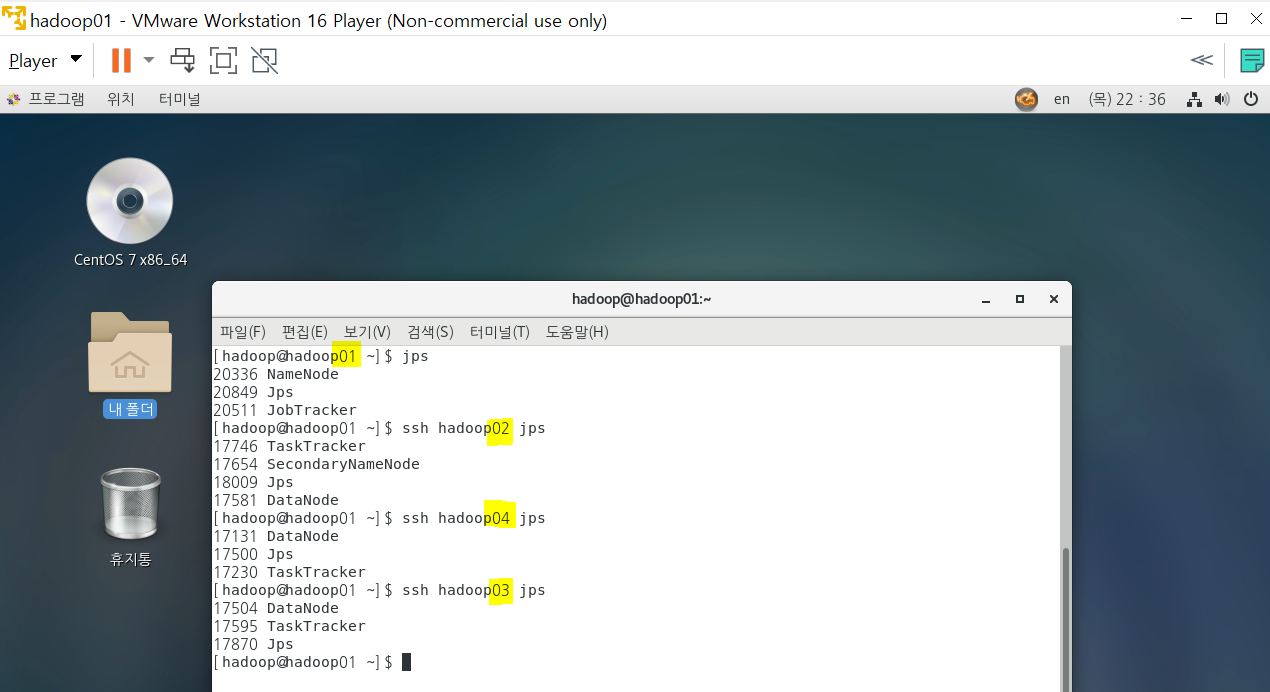 hadoop01 - VMware Workstation 16 Player (Non-commercial use only)
Player
프로그램 위치 터미널 en (목) 22 : 36
CentOS 7 x86_64
내 폴더
휴지통
hadoop@hadoop01:~
파일(F) 편집(E) 보기(V) 검색(S) 터미널(T) 도움말(H)
[hadoop@hadoop01 ~]$ jps
20336 NameNode
20849 Jps
20511 JobTracker
[hadoop@hadoop01 ~]$ ssh hadoop02 jps
17746 TaskTracker
17654 SecondaryNameNode
18009 Jps
17581 DataNode
[hadoop@hadoop01 ~]$ ssh hadoop04 jps
17131 DataNode
17500 Jps
17230 TaskTracker
[hadoop@hadoop01 ~]$ ssh hadoop03 jps
17504 DataNode
17595 TaskTracker
17870 Jps
[hadoop@hadoop01 ~]$